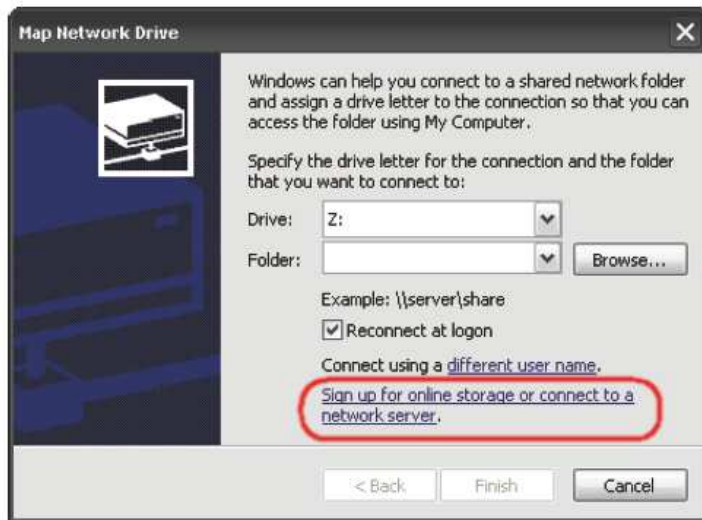 Map Network Drive
Windows can help you connect to a shared network folder
and assign a drive letter to the connection so that you can
access the folder using My Computer.
Specify the drive letter for the connection and the folder
that you want to connect to:
Drive: Z:
Folder: Browse...
Example: \\server\share
Reconnect at logon
Connect using a different user name.
Sign up for online storage or connect to a
network server.
< Back Finish Cancel